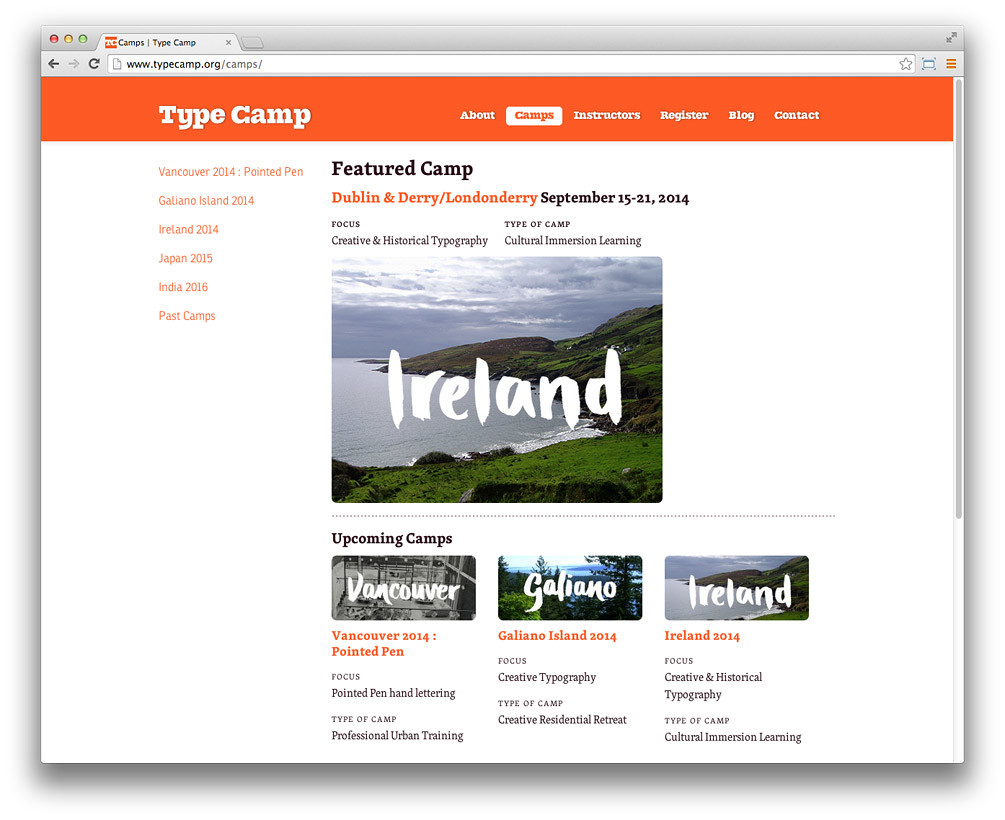 TC Camps | Type Camp
www.typecamp.org/camps/
Type Camp
About Camps Instructors Register Blog Contact
Vancouver 2014 : Pointed Pen
Galiano Island 2014
Ireland 2014
Japan 2015
India 2016
Past Camps
Featured Camp
Dublin & Derry/Londonderry September 15-21, 2014
FOCUS
Creative & Historical Typography
TYPE OF CAMP
Cultural Immersion Learning
Ireland
Upcoming Camps
Vancouver
Vancouver 2014 :
Pointed Pen
FOCUS
Pointed Pen hand lettering
TYPE OF CAMP
Professional Urban Training
Galiano
Galiano Island 2014
FOCUS
Creative Typography
TYPE OF CAMP
Creative Residential Retreat
Ireland
Ireland 2014
FOCUS
Creative & Historical
Typography
TYPE OF CAMP
Cultural Immersion Learning